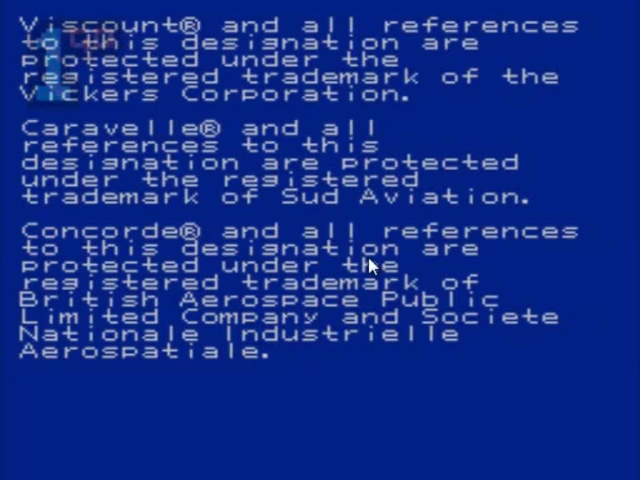 Viscount® and all references
to this designation are
protected under the
registered trademark of the
Vickers Corporation.
Caravelle® and all
references to this
designation are protected
under the registered
trademark of Sud Aviation.
Concorde® and all references
to this designation are
protected under the
registered trademark of
British Aerospace Public
Limited Company and Societe
Nationale Industrielle
Aerospatiale.